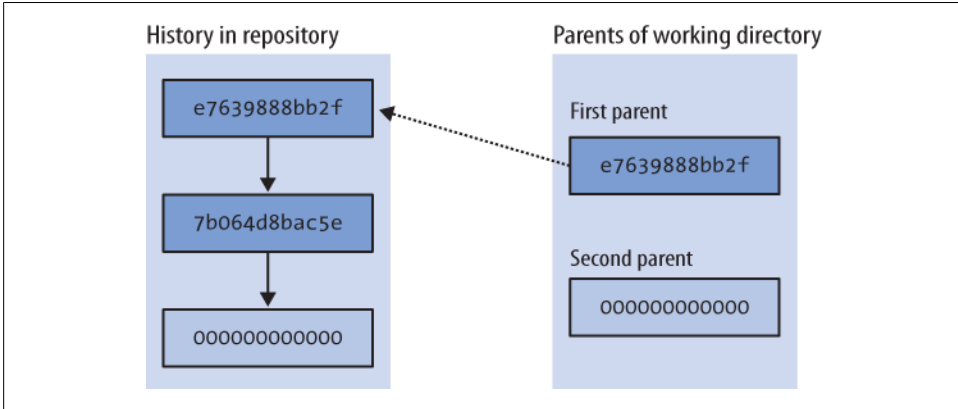 History in repository
e7639888bb2f
7b064d8bac5e
000000000000
Parents of working directory
First parent
e7639888bb2f
Second parent
000000000000